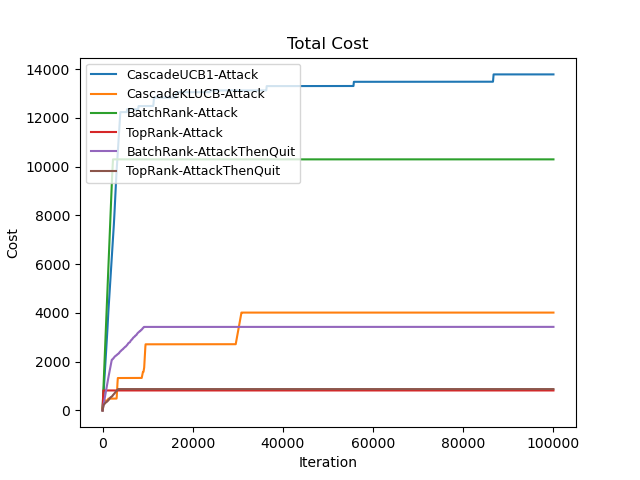 Total Cost
CascadeUCB1-Attack
CascadeKLUCB-Attack
BatchRank-Attack
TopRank-Attack
BatchRank-AttackThenQuit
TopRank-AttackThenQuit
Cost
14000
12000
10000
8000
6000
4000
2000
0
0 20000 40000 60000 80000 100000
Iteration